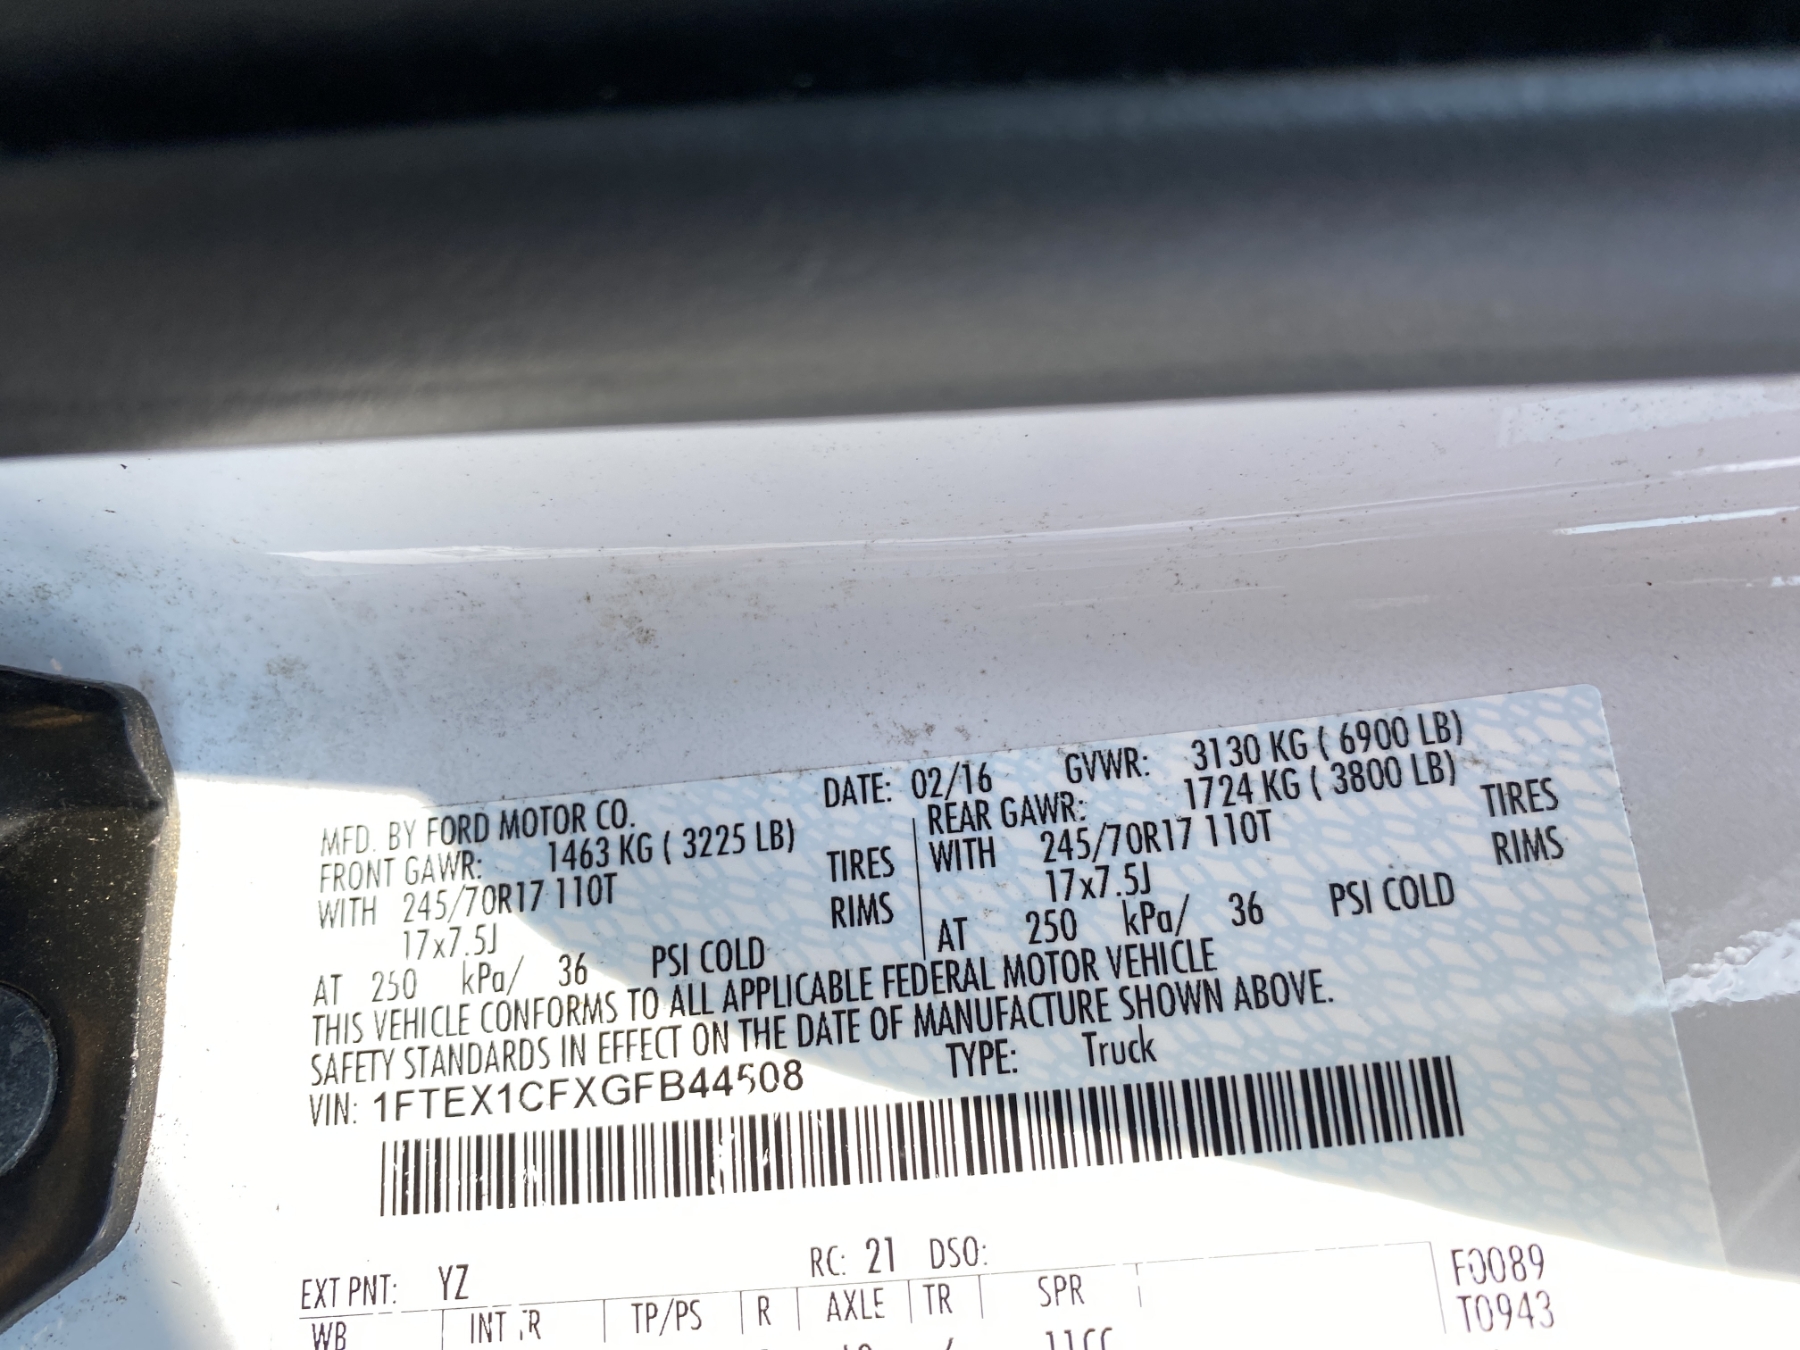 MFD. BY FORD MOTOR CO. DATE: 02/16 GVWR: 3130 KG ( 6900 LB)
FRONT GAWR: 1463 KG ( 3225 LB) REAR GAWR: 1724 KG ( 3800 LB)
WITH 245/70R17 110T TIRES WITH 245/70R17 110T TIRES
17x7.5J RIMS 17x7.5J RIMS
AT 250 kPa/ 36 PSI COLD AT 250 kPa/ 36 PSI COLD
THIS VEHICLE CONFORMS TO ALL APPLICABLE FEDERAL MOTOR VEHICLE
SAFETY STANDARDS IN EFFECT ON THE DATE OF MANUFACTURE SHOWN ABOVE.
VIN: 1FTEX1CFXGFB44508 TYPE: Truck
EXT PNT: YZ RC: 21 DSO: F0089
WB INT TR TP/PS R AXLE TR SPR T0943